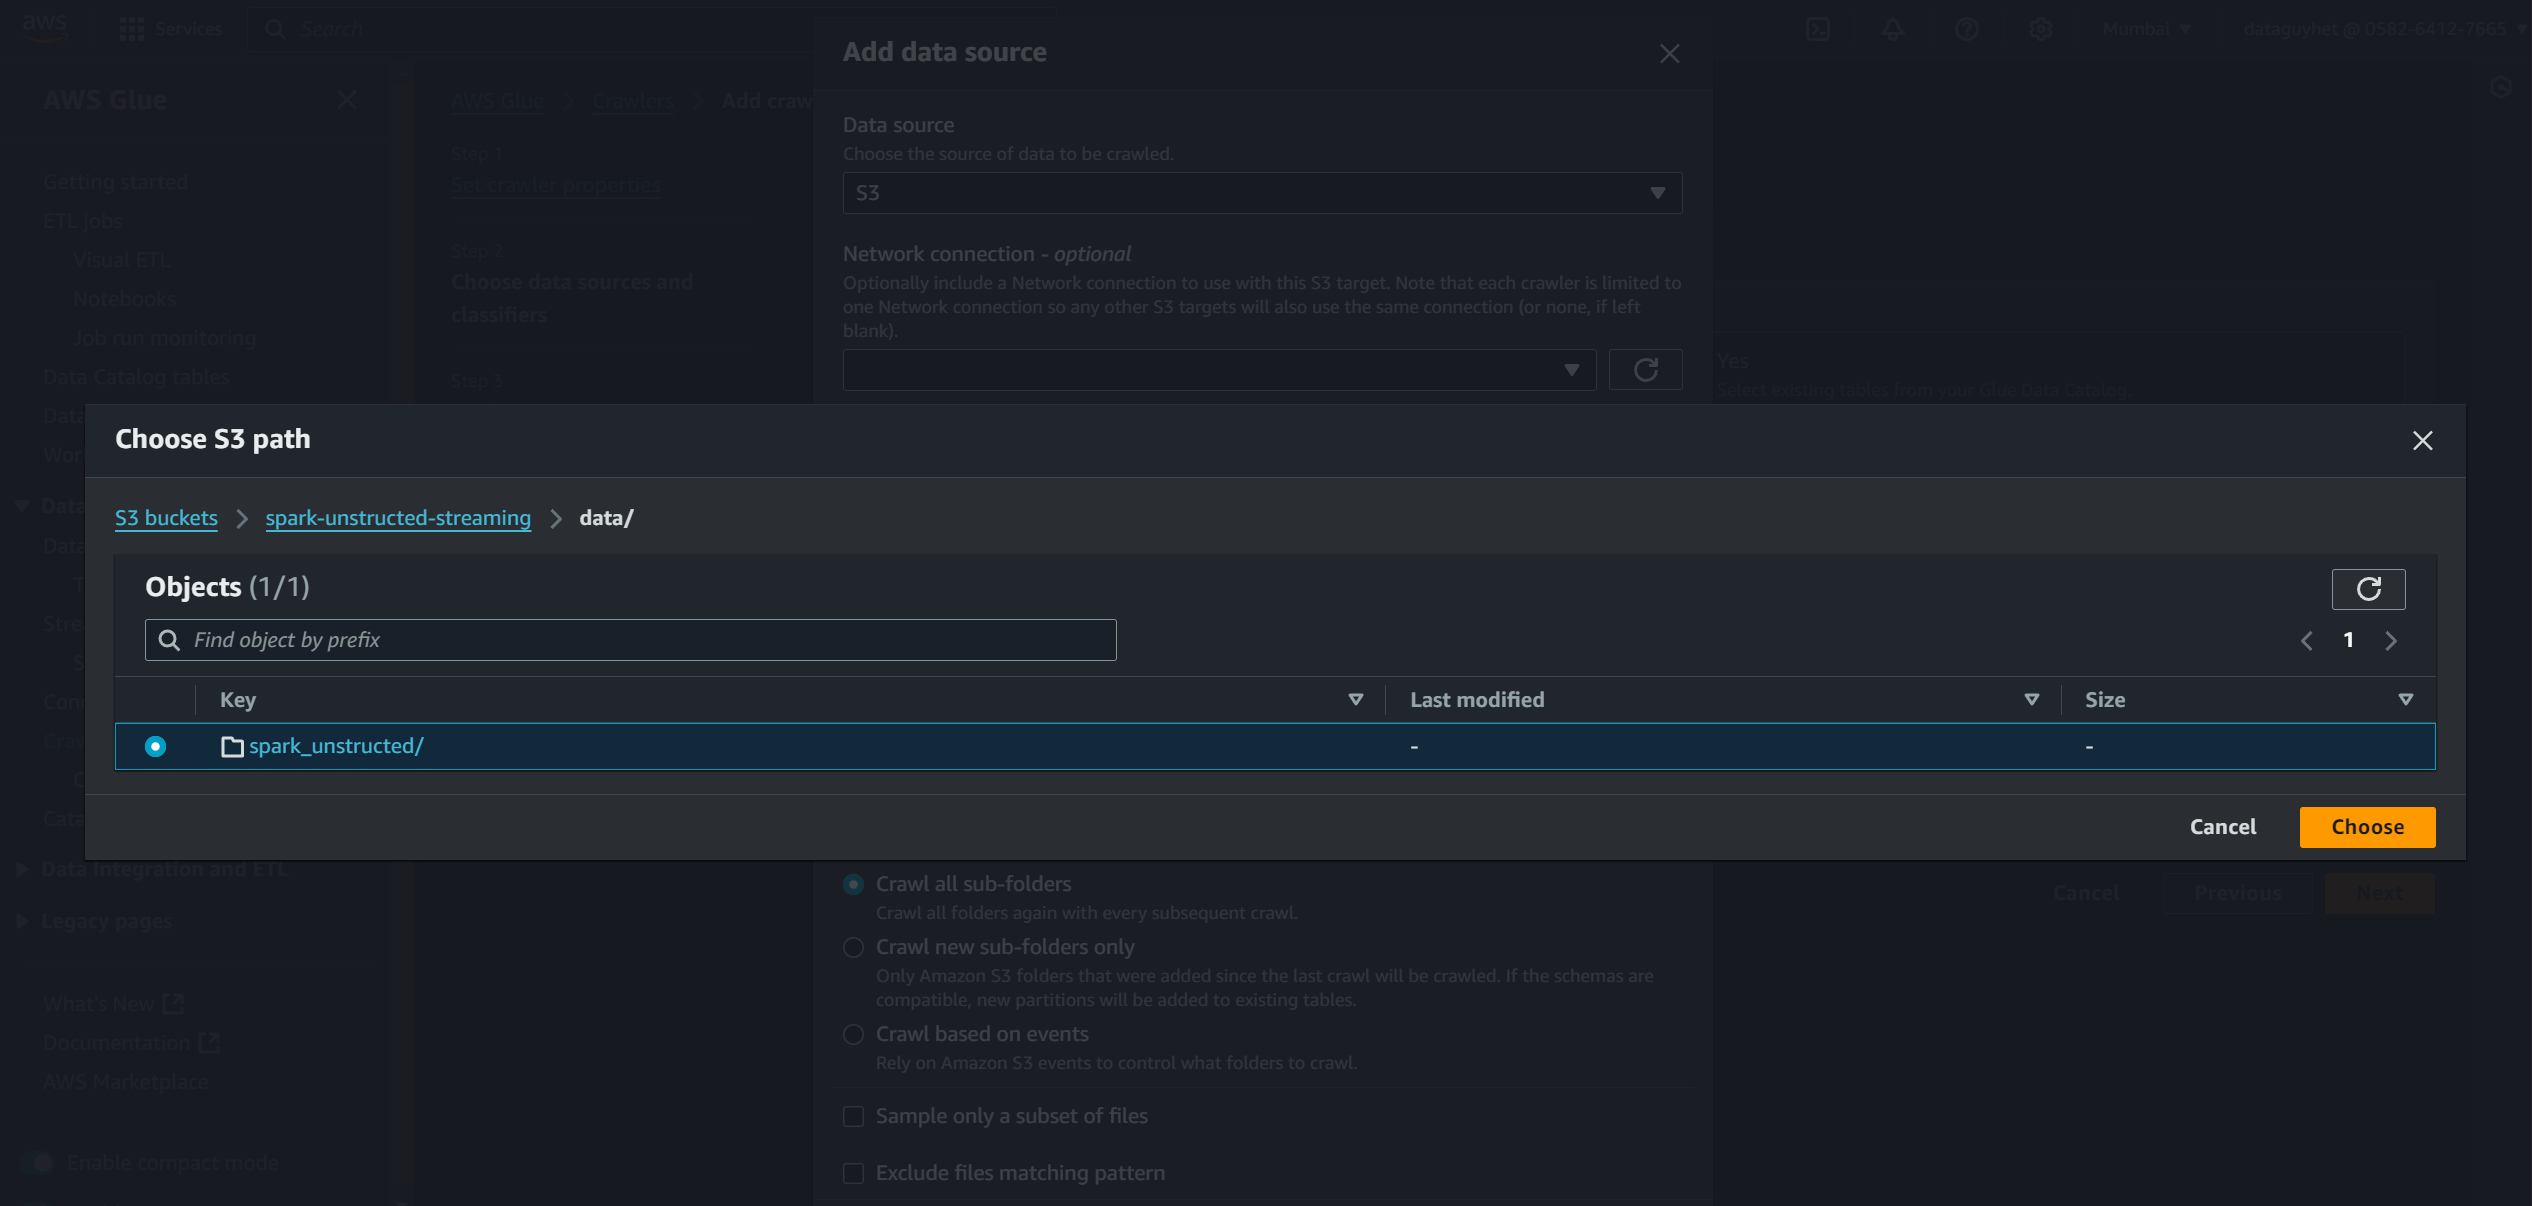 aws
Services
Search
Mumbai
dataguyhet @ 0582-6412-7665
AWS Glue
Getting started
ETL jobs
Visual ETL
Notebooks
Job run monitoring
Data Catalog tables
Data
Data
Data
Data Integration and ETL
Legacy pages
What's New
Documentation
AWS Marketplace
Enable compact mode
AWS Glue
Crawlers
Add craw
Step 1
Set crawler properties
Step 2
Choose data sources and
classifiers
Step 3
Add data source
Data source
Choose the source of data to be crawled.
S3
Network connection - optional
Optionally include a Network connection to use with this S3 target. Note that each crawler is limited to
one Network connection so any other S3 targets will also use the same connection (or none, if left
blank).
Yes
Select existing tables from your Glue Data Catalog.
Choose S3 path
S3 buckets
spark-unstructed-streaming
data/
Objects (1/1)
Find object by prefix
1
Key
Last modified
Size
spark_unstructed/
-
-
Cancel
Choose
Crawl all sub-folders
Crawl all folders again with every subsequent crawl.
Crawl new sub-folders only
Only Amazon S3 folders that were added since the last crawl will be crawled. If the schemas are
compatible, new partitions will be added to existing tables.
Crawl based on events
Rely on Amazon S3 events to control what folders to crawl.
Sample only a subset of files
Exclude files matching pattern
Cancel
Previous
Next